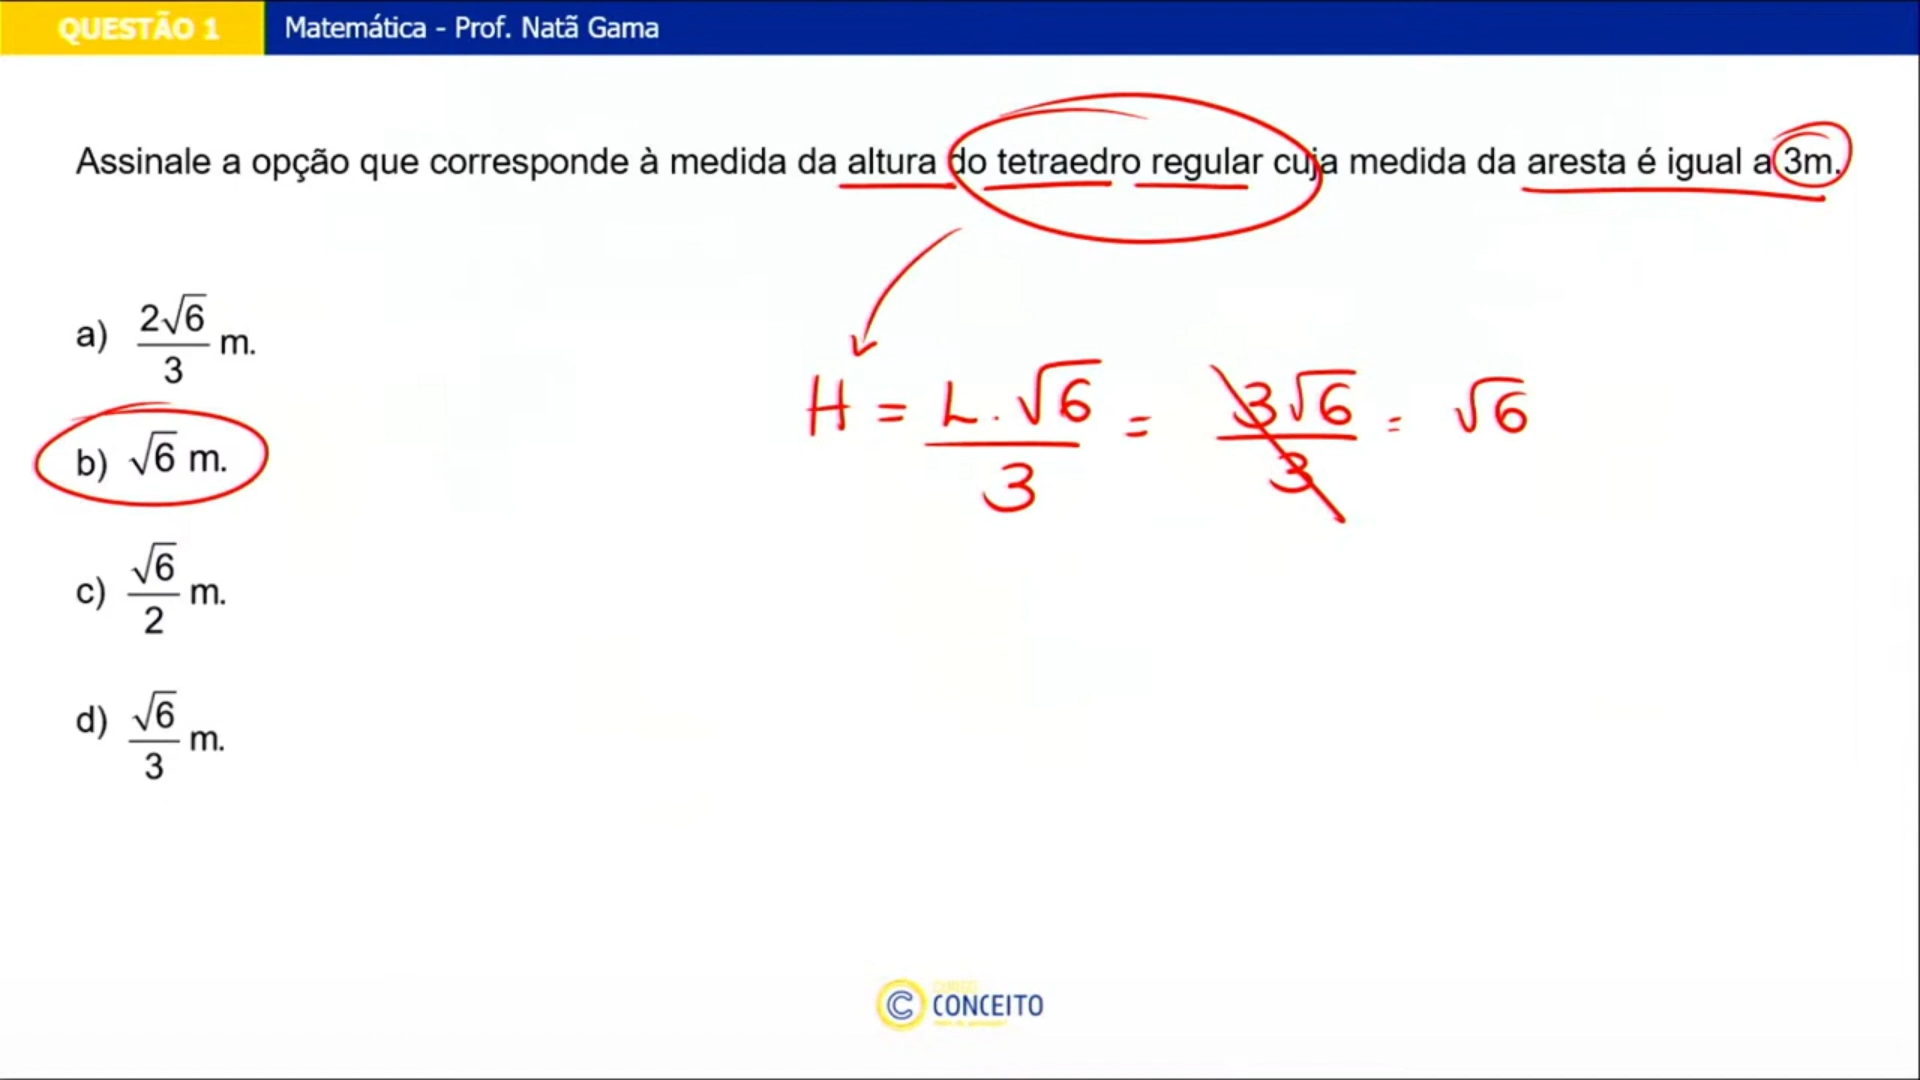 QUESTÃO 1 Matemática - Prof. Natã Gama
Assinale a opção que corresponde à medida da altura do tetraedro regular cuja medida da aresta é igual a 3m.
a) 2√6/3 m.
H = L.√6/3 = 3√6/3 = √6
b) √6 m.
c) √6/2 m.
d) √6/3 m.
CURSO
CONCEITO